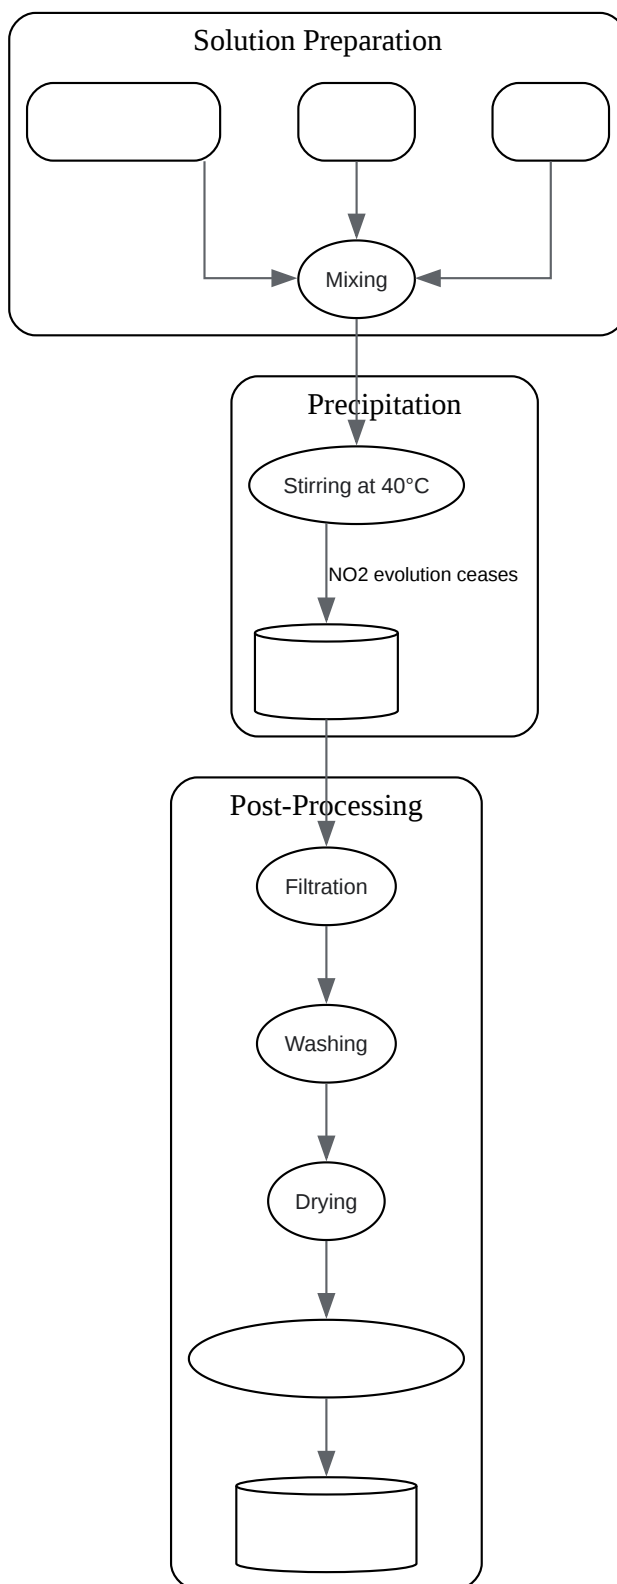 Solution Preparation
Mixing
Precipitation
Stirring at 40°C
NO2 evolution ceases
Post-Processing
Filtration
Washing
Drying